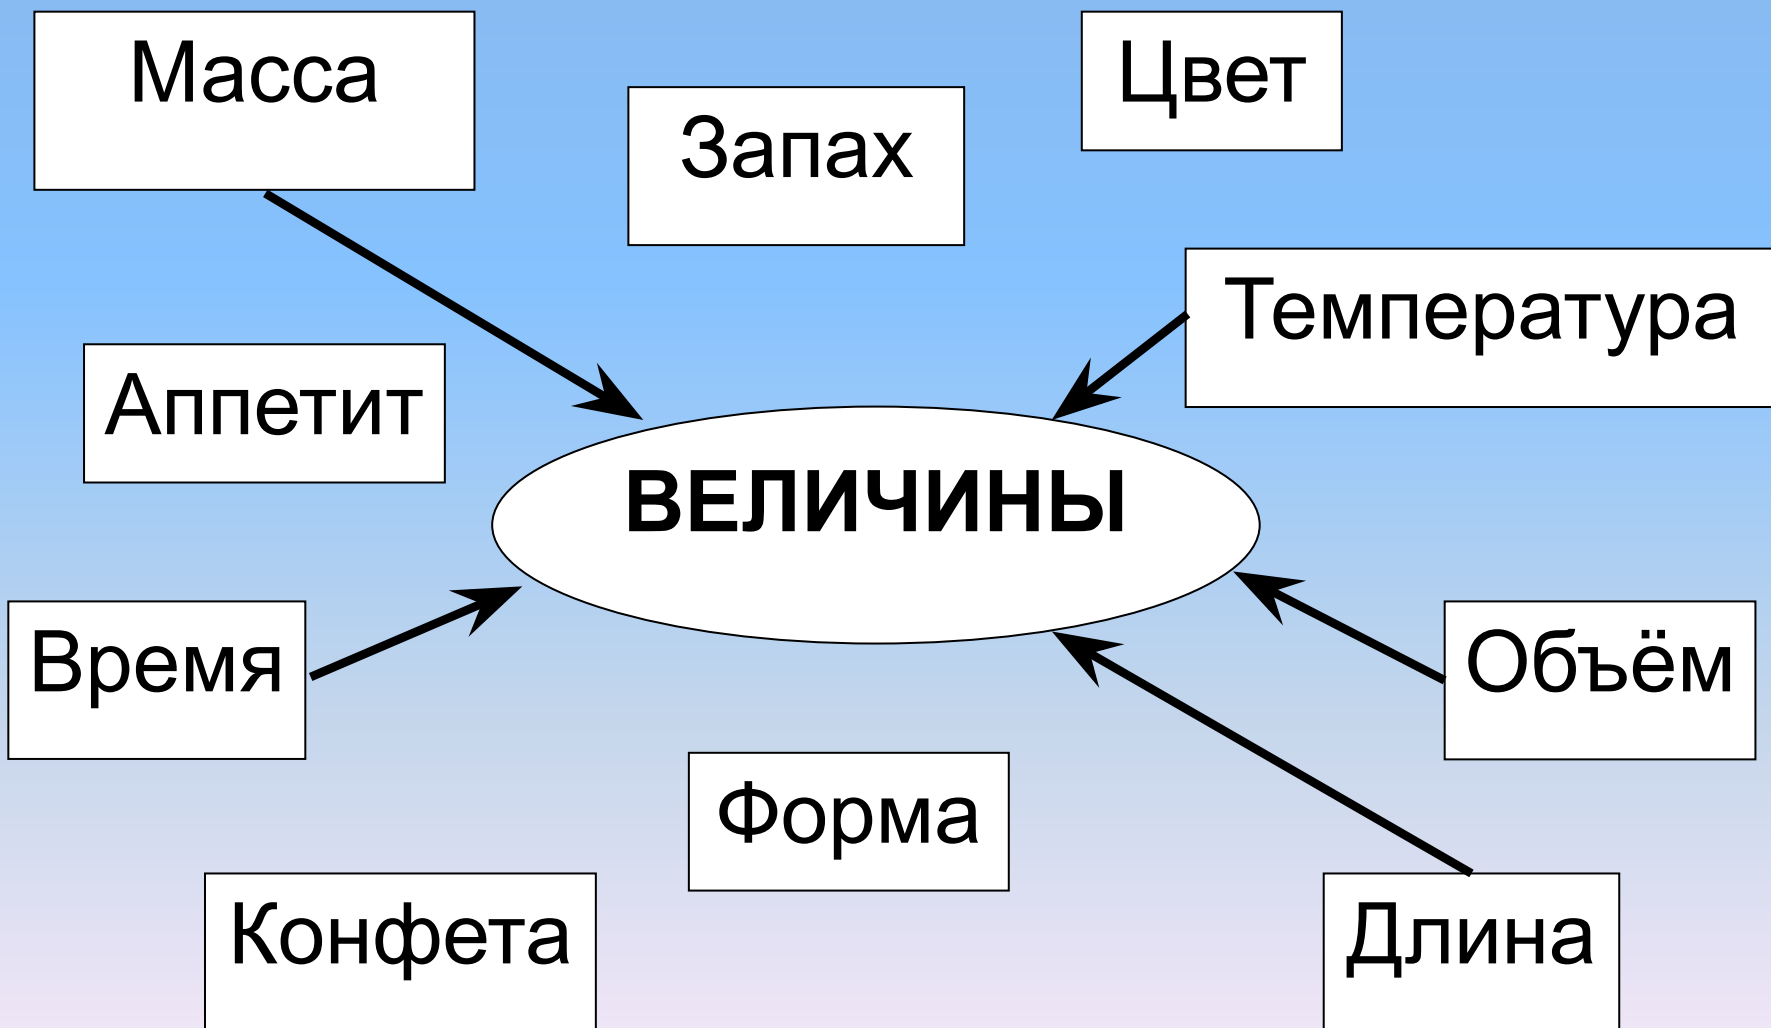 Масса
Цвет
Запах
Температура
Аппетит
ВЕЛИЧИНЫ
Время
Объём
Форма
Конфета
Длина